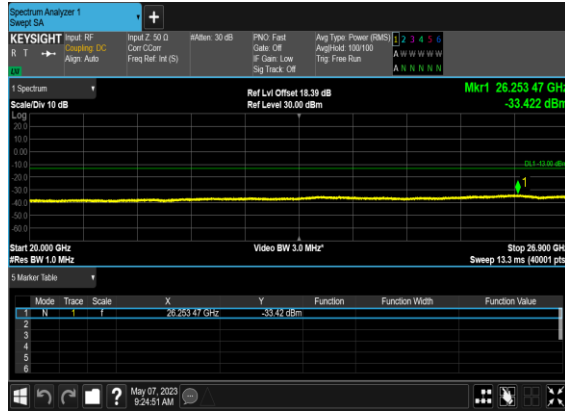 Spectrum Analyzer 1
Swept SA
+
KEYSIGHT
R T
LXI
Input: RF
Coupling: DC
Align: Auto
Input Z: 50 Ω
Corr CCorr
Freq Ref: Int (S)
#Atten: 30 dB
PNO: Fast
Gate: Off
IF Gain: Low
Sig Track: Off
Avg Type: Power (RMS)
Avg|Hold: 100/100
Trig: Free Run
1 2 3 4 5 6
A W W W W W
A N N N N N
1 Spectrum
Scale/Div 10 dB
Ref Lvl Offset 18.39 dB
Ref Level 30.00 dBm
Mkr1 26.253 47 GHz
-33.422 dBm
Log
20.0
10.0
0.00
-10.0
-20.0
-30.0
-40.0
-50.0
-60.0
DL1 -13.00 dBm
1
Start 20.000 GHz
#Res BW 1.0 MHz
Video BW 3.0 MHz*
Stop 26.900 GHz
Sweep 13.3 ms (40001 pts)
5 Marker Table
Mode Trace Scale X Y Function Function Width Function Value
1 N 1 f 26.253 47 GHz -33.42 dBm
2
3
4
5
6
?
May 07, 2023
9:24:51 AM